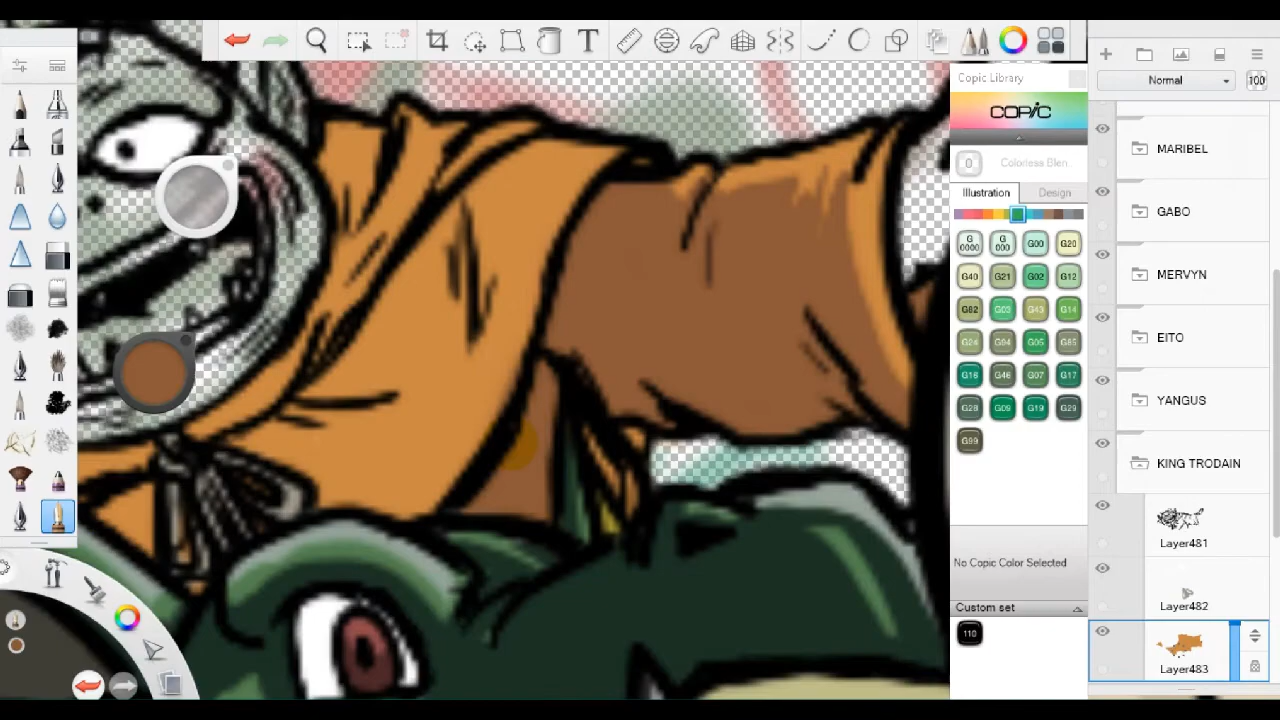 T
Normal
100
Copic Library
COPIC
0 Colorless Blen
Illustration Design
G0000 G000 G00 G20
G40 G21 G02 G12
G82 G03 G43 G14
G24 G94 G05 G85
G16 G46 G07 G17
G28 G09 G19 G29
G99
No Copic Color Selected
Custom set
110
MARIBEL
GABO
MERVYN
EITO
YANGUS
KING TRODAIN
Layer481
Layer482
Layer483